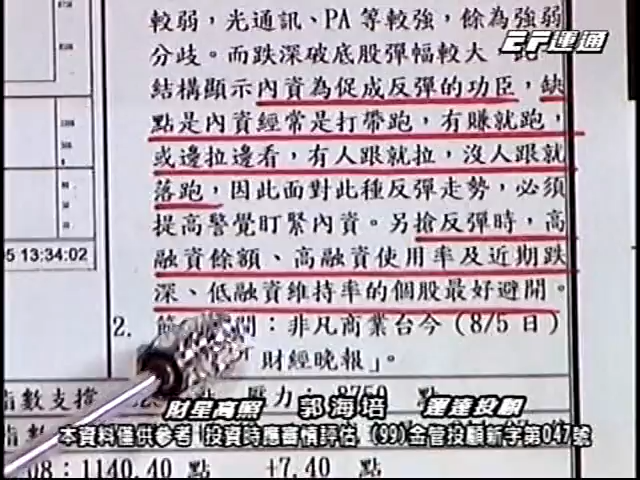 較弱，光通訊、PA等較強，餘為強弱
分歧。而跌深破底股彈幅較大
EF運通
結構顯示內資為促成反彈的功臣，缺
點是內資經常是打帶跑，有賺就跑，
或邊拉邊看，有人跟就拉，沒人跟就
落跑，因此面對此種反彈走勢，必須
提高警覺盯緊內資。另搶反彈時，高
5 13:34:02
融資餘額、高融資使用率及近期跌
深、低融資維持率的個股最好避開。
2. 間：非凡商業台今（8/5日）
財經晚報」。
指數支撐 壓力： 8750 點
財星高照 郭海培 運達投顧
指數
本資料僅供參考 投資時應審慎評估 (99)金管投顧新字第047號
08：1140.40 點 +7.40 點